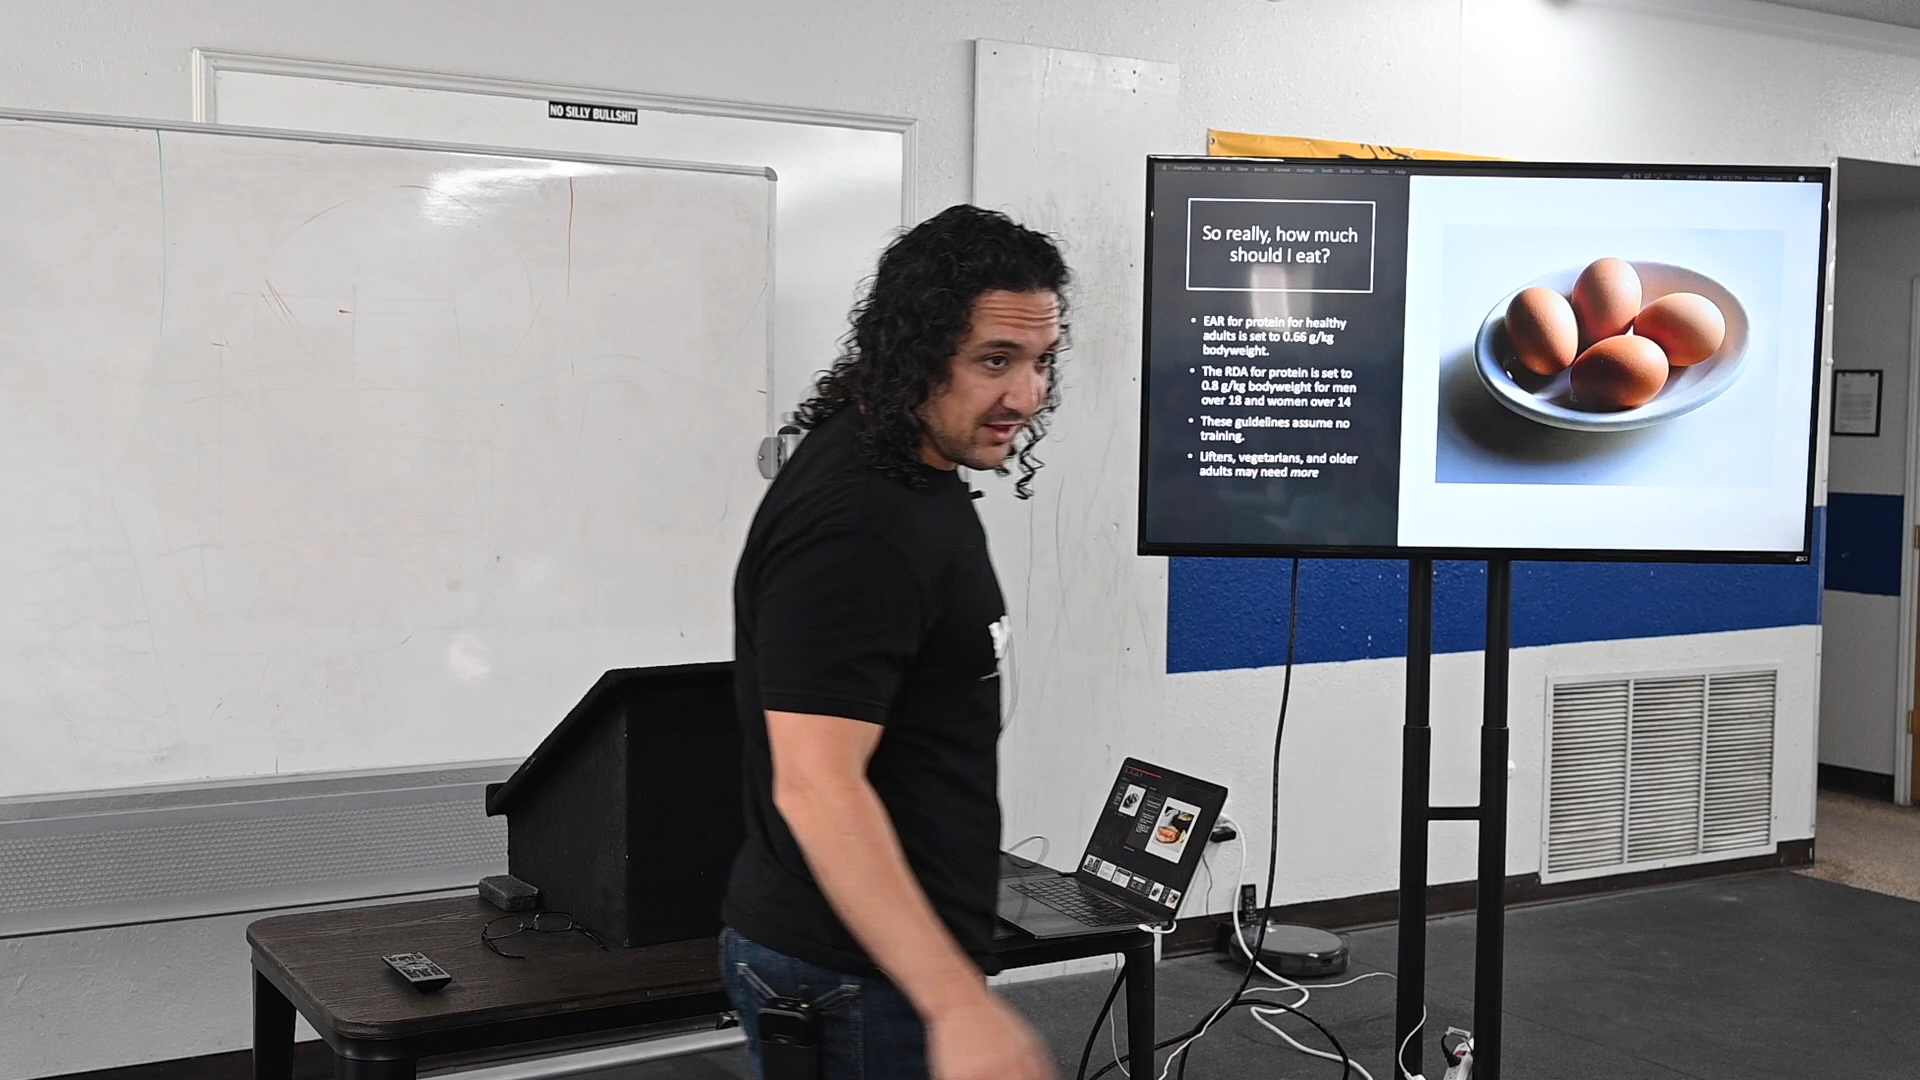 NO SILLY BULLSHIT
So really, how much
should I eat?
• EAR for protein for healthy
adults is set to 0.66 g/kg
bodyweight.
• The RDA for protein is set to
0.8 g/kg bodyweight for men
over 18 and women over 14
• These guidelines assume no
training.
• Lifters, vegetarians, and older
adults may need more